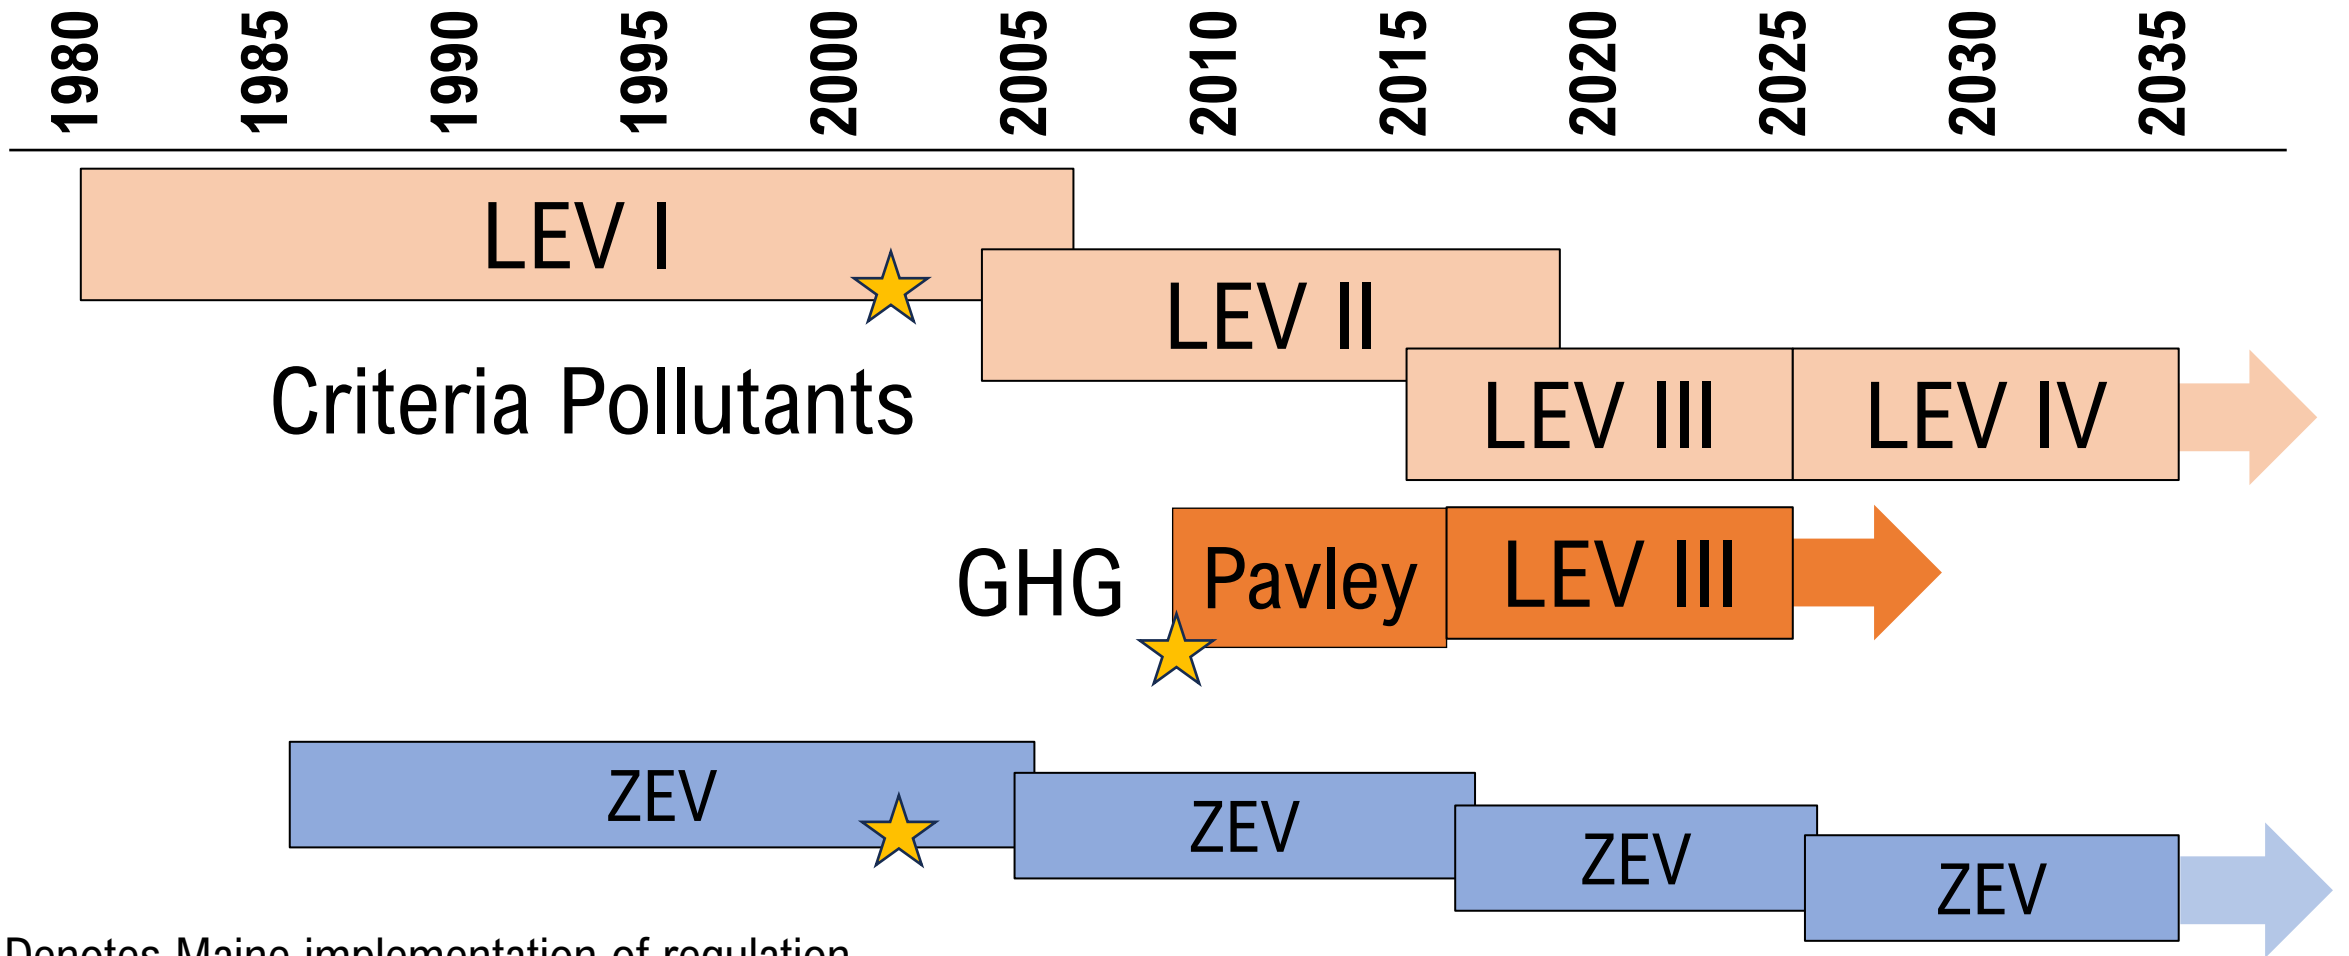 1980 1985 1990 1995 2000 2005 2010 2015 2020 2025 2030 2035
LEV I
LEV II
Criteria Pollutants
LEV III LEV IV
GHG Pavley LEV III
ZEV
ZEV
ZEV
ZEV
Denotes Maine implementation of regulation